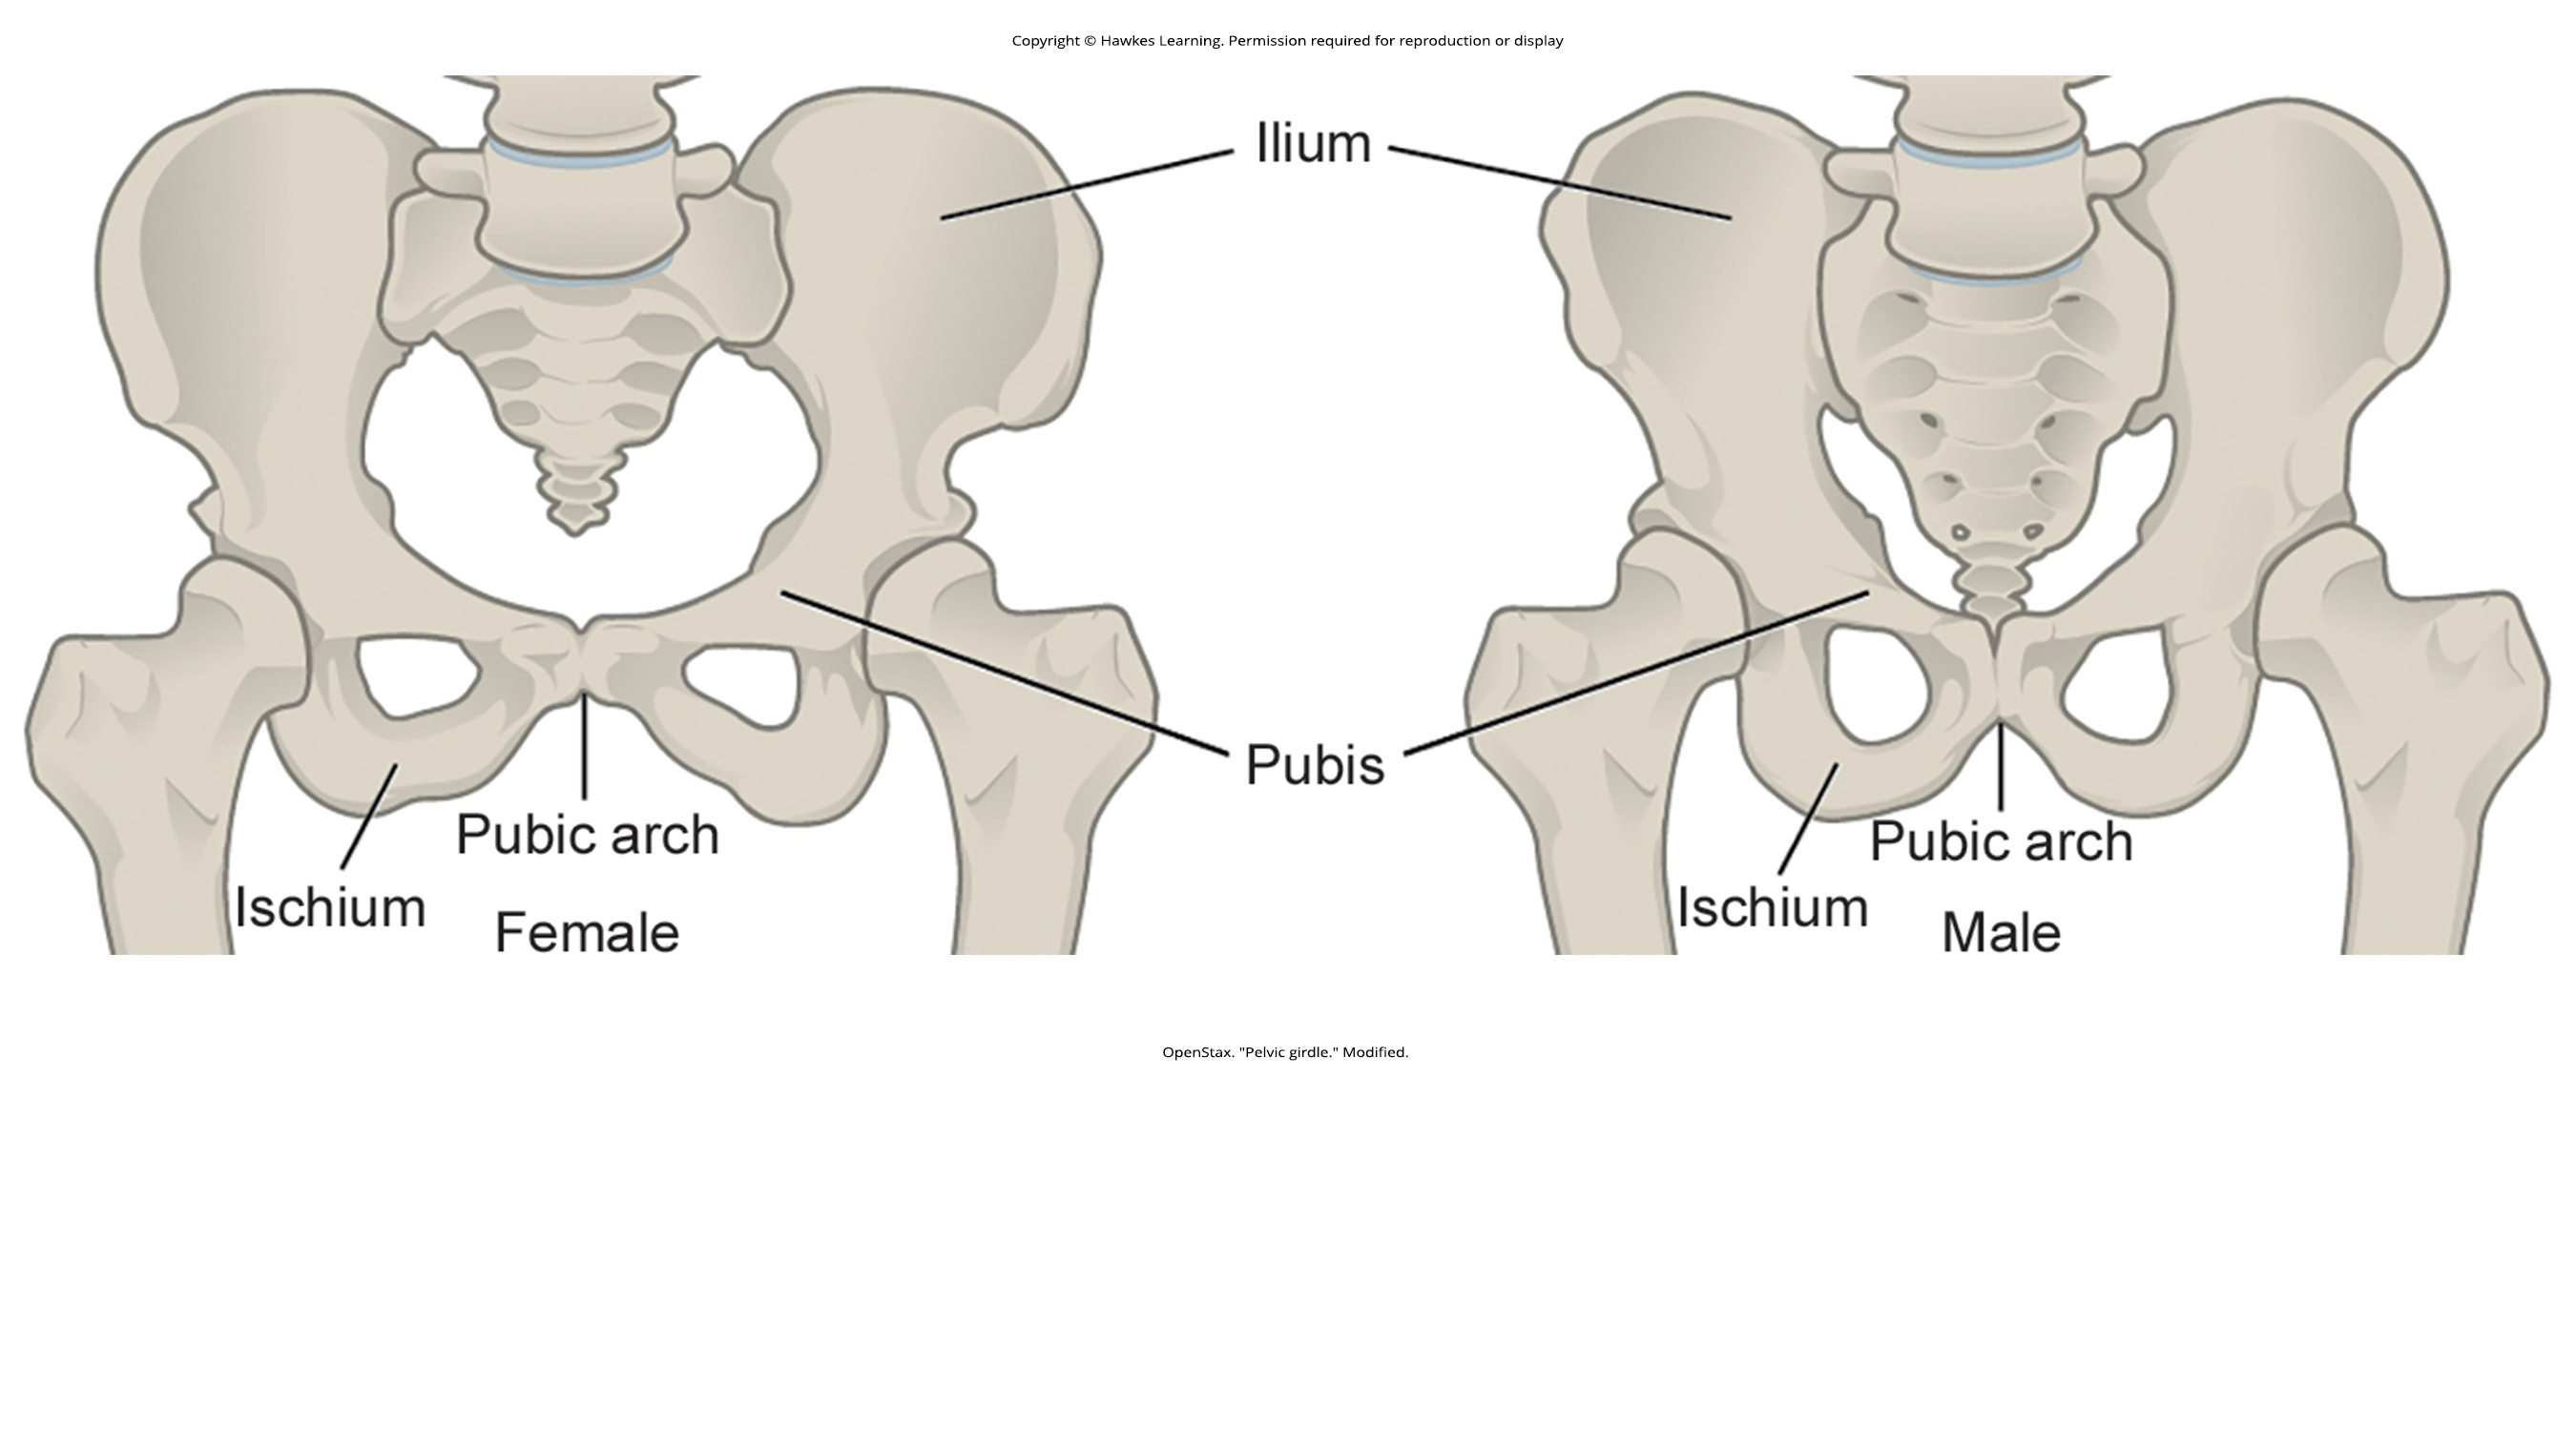 Copyright © Hawkes Learning. Permission required for reproduction or display
Ilium
Pubis
Pubic arch
Ischium
Female
Pubic arch
Ischium
Male
OpenStax. "Pelvic girdle." Modified.